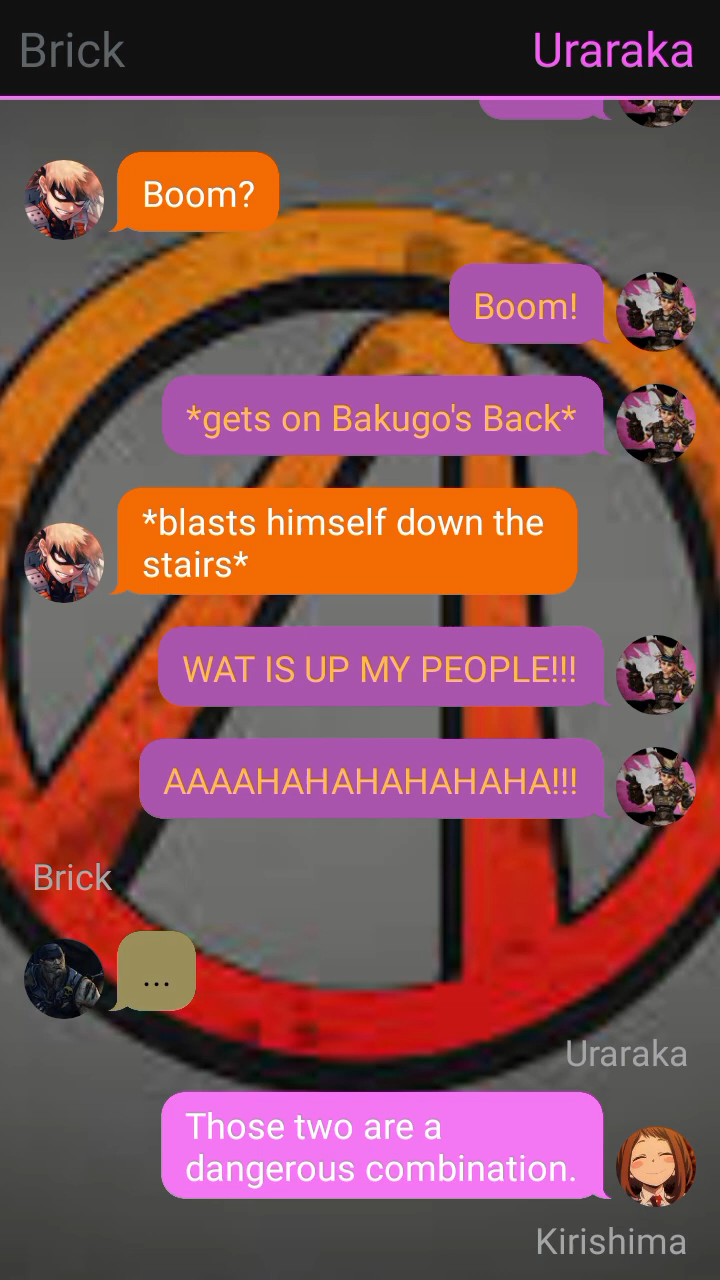 Brick
Uraraka
Boom?
Boom!
*gets on Bakugo's Back*
*blasts himself down the
stairs*
WAT IS UP MY PEOPLE!!!
AAAAHAHAHAHAHAHA!!!
Brick
...
Uraraka
Those two are a
dangerous combination.
Kirishima